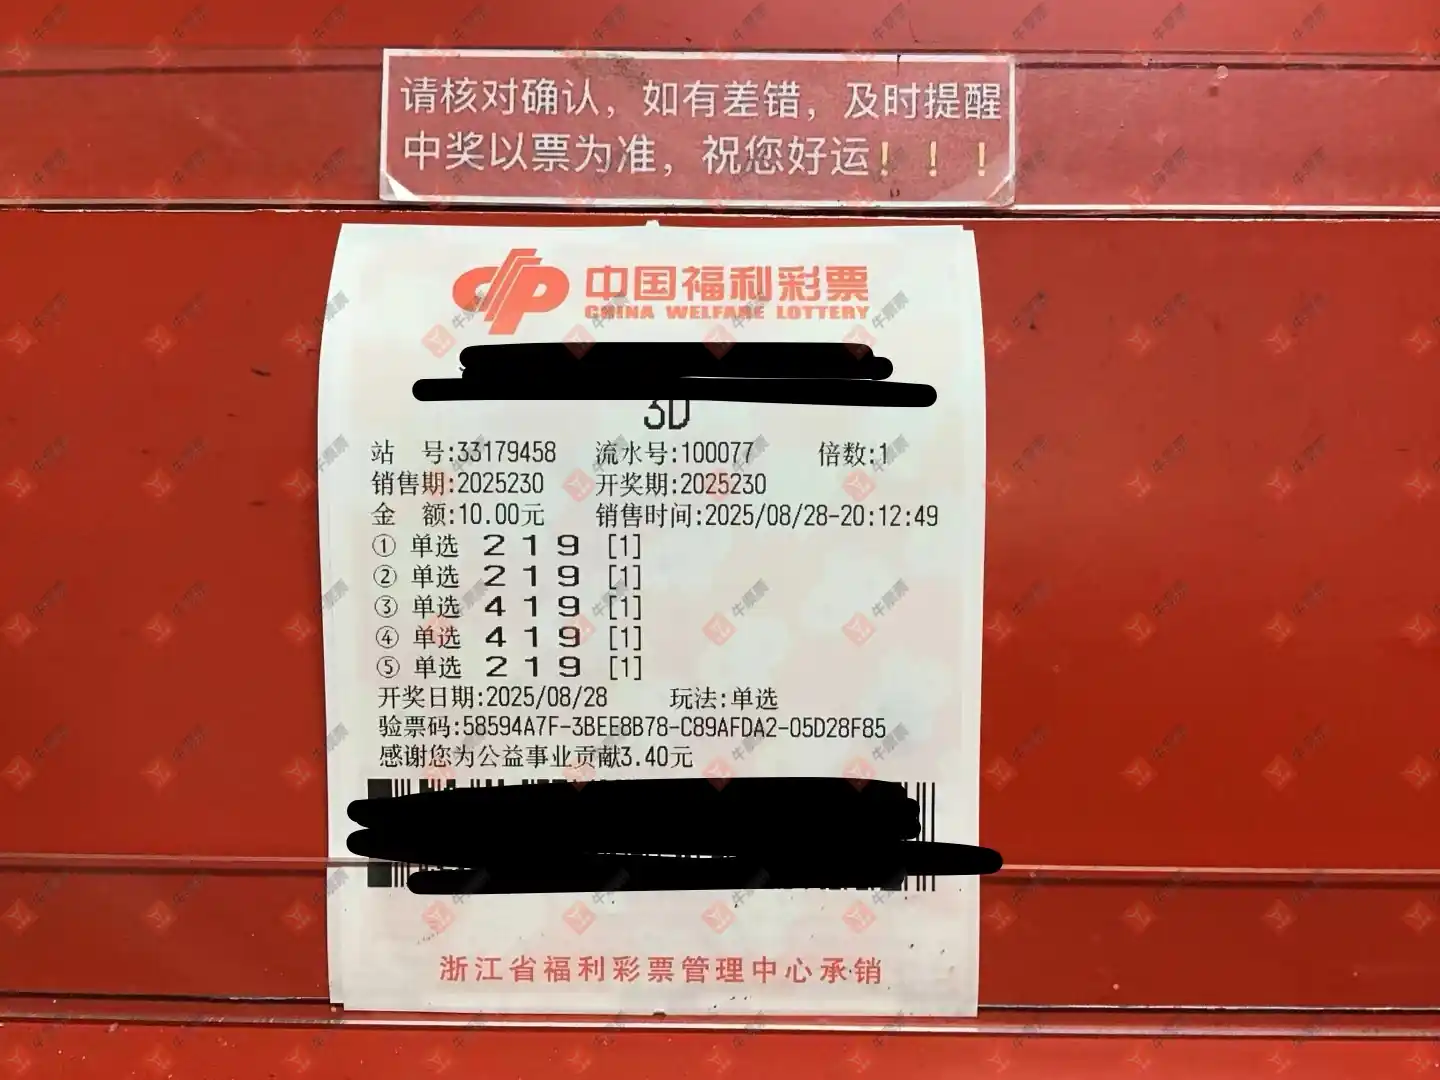 请核对确认，如有差错，及时提醒
中奖以票为准，祝您好运！！！
中国福利彩票
CHINA WELFARE LOTTERY
3D
站 号:33179458 流水号:100077 倍数:1
销售期:2025230 开奖期:2025230
金 额:10.00元 销售时间:2025/08/28-20:12:49
① 单选 2 1 9 [1]
② 单选 2 1 9 [1]
③ 单选 4 1 9 [1]
④ 单选 4 1 9 [1]
⑤ 单选 2 1 9 [1]
开奖日期:2025/08/28 玩法:单选
验票码:58594A7F-3BEE8B78-C89AFDA2-05D28F85
感谢您为公益事业贡献3.40元
浙江省福利彩票管理中心承销